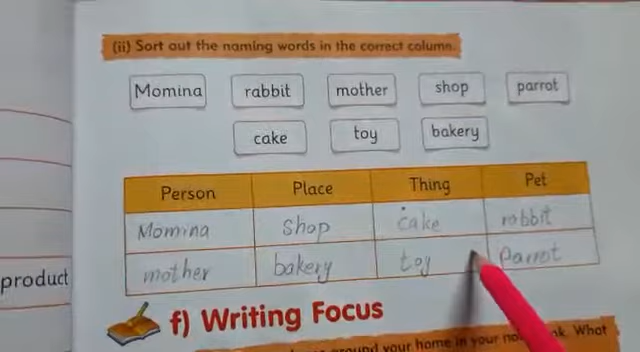 (ii) Sort out the naming words in the correct column.
Momina rabbit mother shop parrot
cake toy bakery
Person Place Thing Pet
Momina Shop cake rabbit
product mother bakery toy Parrot
f) Writing Focus
around your home in your What